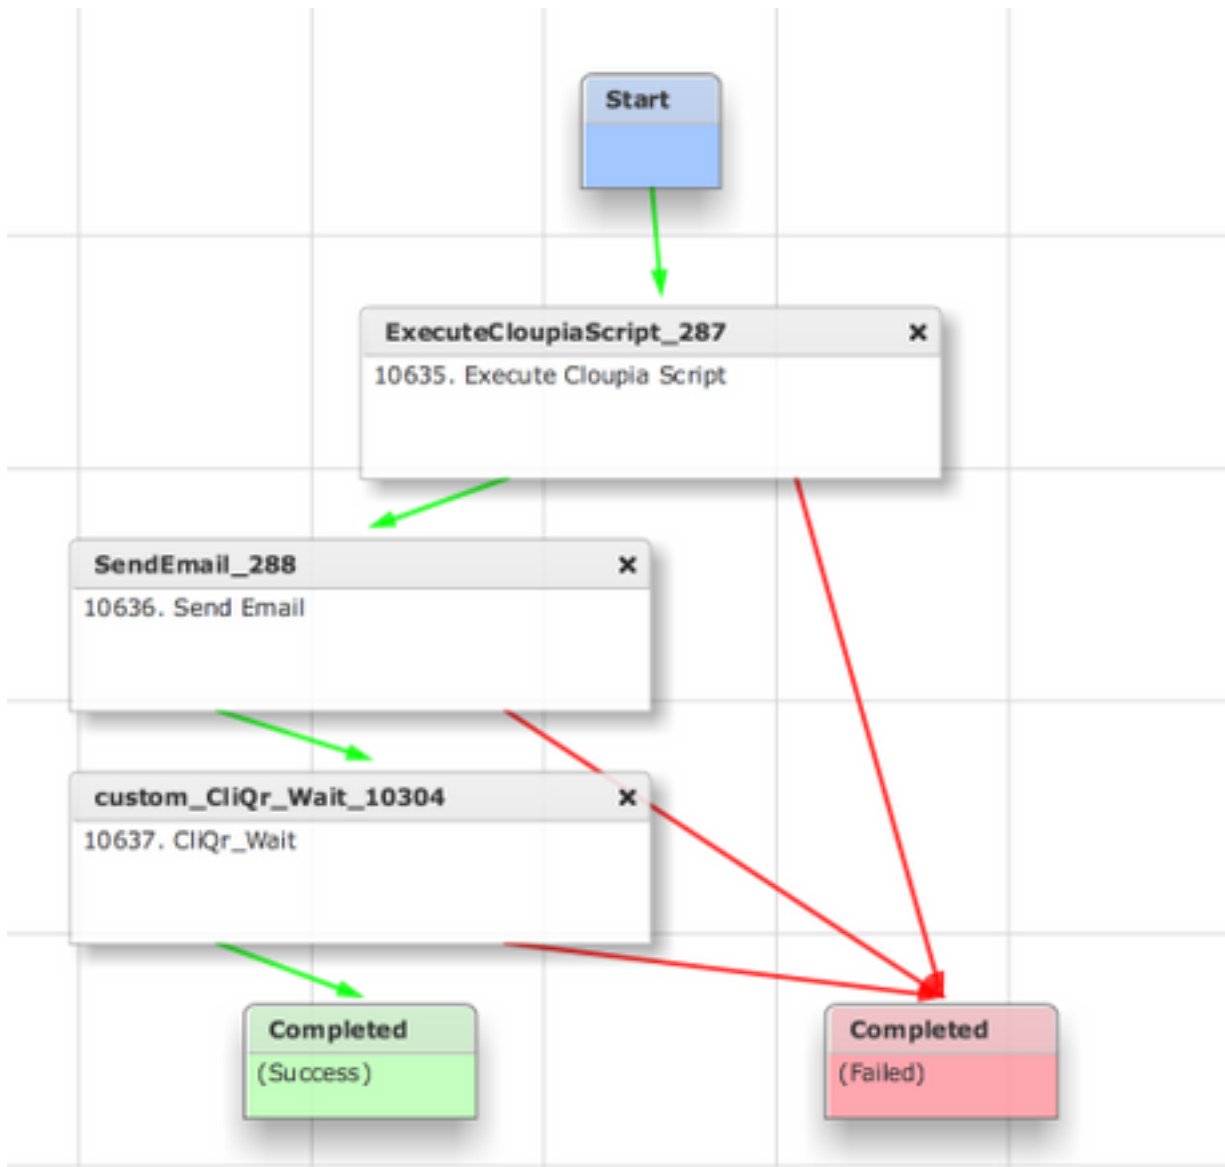 Start
ExecuteCloupiaScript_287
10635. Execute Cloupia Script
SendEmail_288
10636. Send Email
custom_CliQr_Wait_10304
10637. CliQr_Wait
Completed
(Success)
Completed
(Failed)